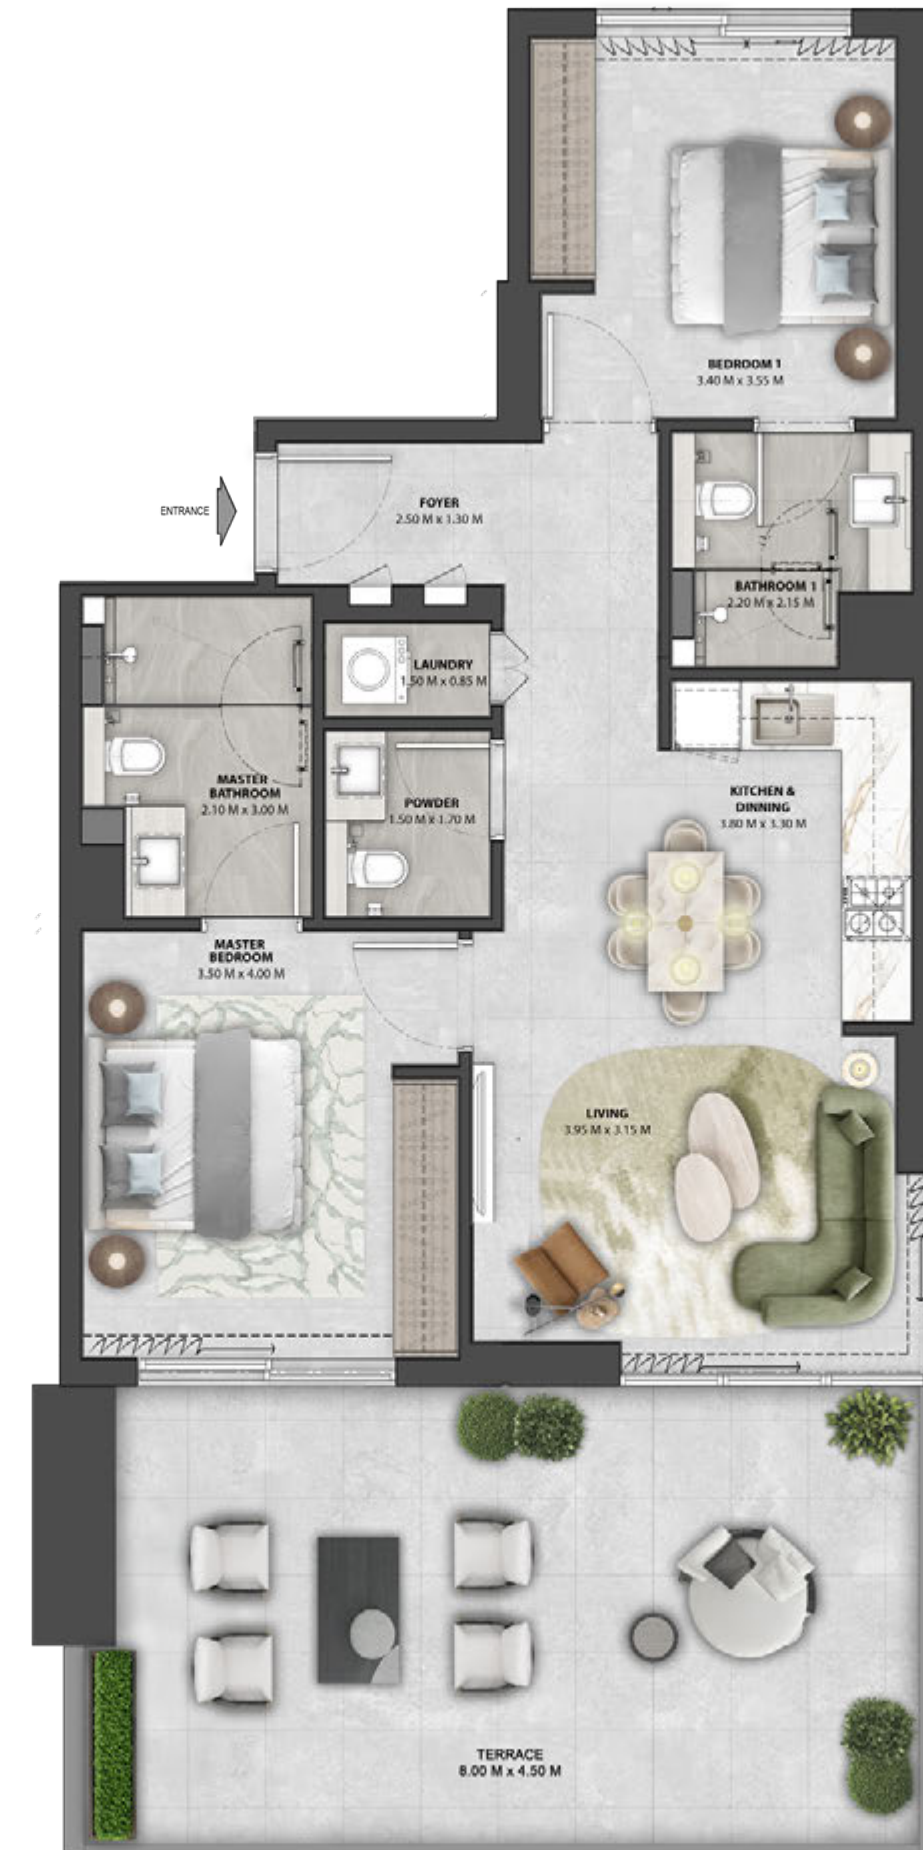 BEDROOM 1
3.40 M x 3.55 M
ENTRANCE
FOYER
2.50 M x 1.30 M
BATHROOM 1
2.20 M x 2.15 M
LAUNDRY
1.50 M x 0.85 M
MASTER
BATHROOM
2.10 M x 3.00 M
POWDER
1.50 M x 1.70 M
KITCHEN &
DINNING
3.80 M x 3.30 M
MASTER
BEDROOM
3.50 M x 4.00 M
LIVING
3.95 M x 3.15 M
TERRACE
8.00 M x 4.50 M